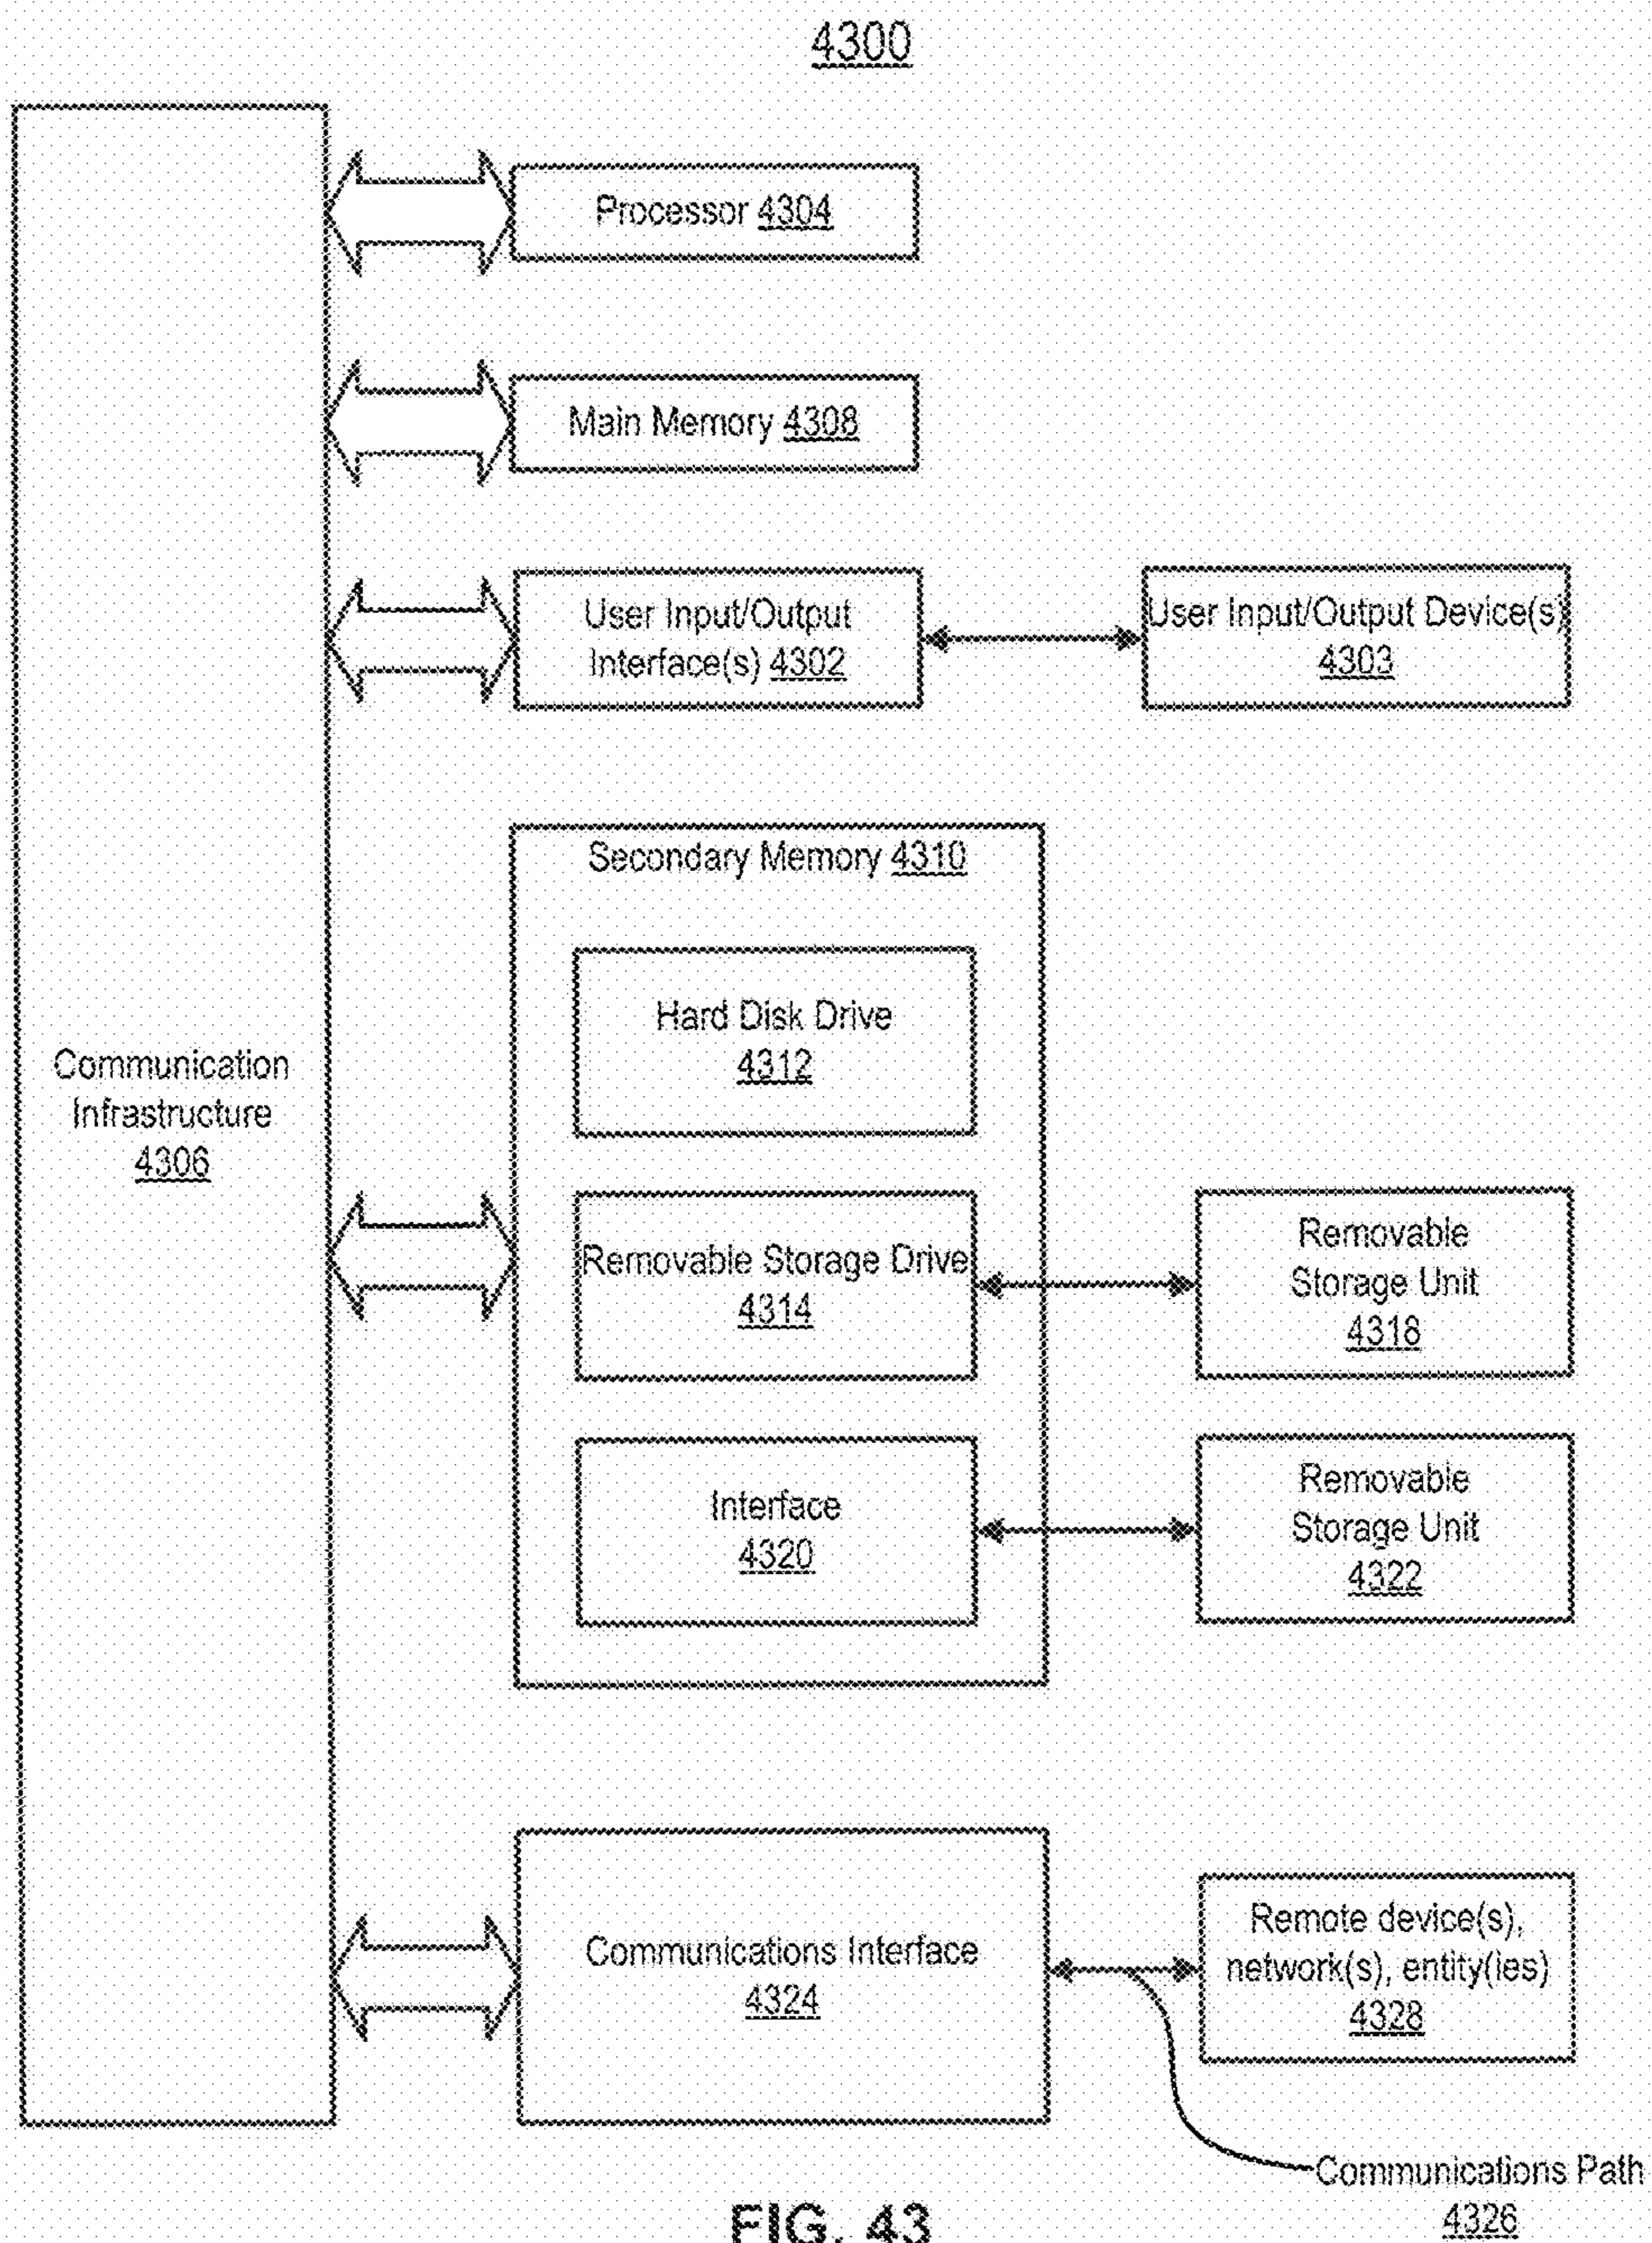 4300
Processor 4304
Main Memory 4308
User Input/Output
Interface(s) 4302
User Input/Output Device(s)
4303
Secondary Memory 4310
Hard Disk Drive
4312
Communication
Infrastructure
4306
Removable Storage Drive
4314
Removable
Storage Unit
4318
Interface
4320
Removable
Storage Unit
4322
Communications Interface
4324
Remote device(s),
network(s), entity(ies)
4328
Communications Path
4326
FIG. 43